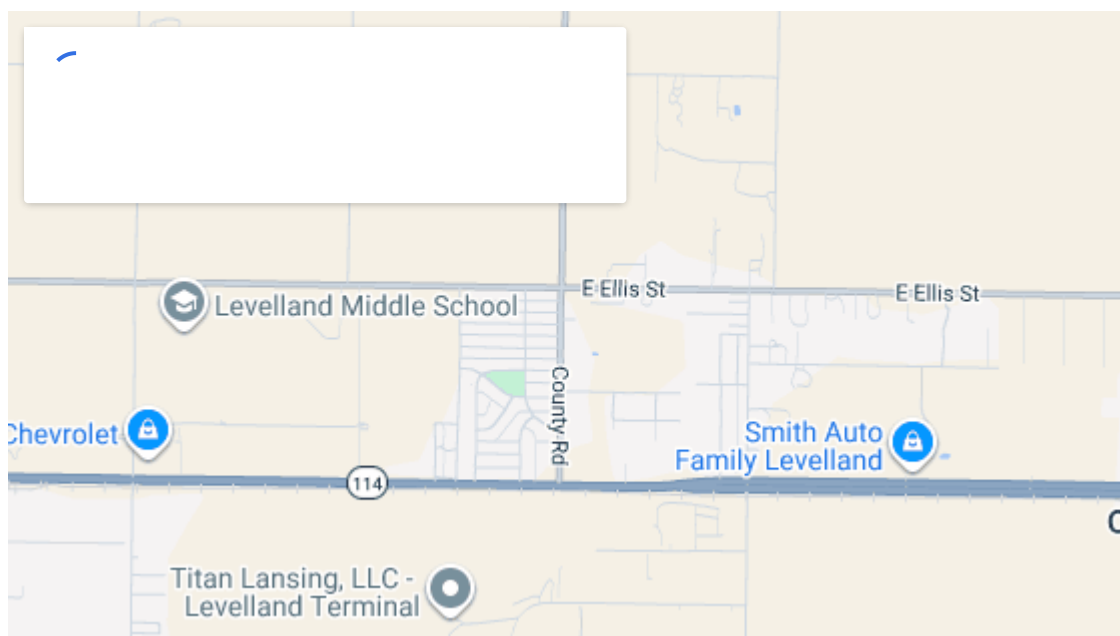 E Ellis St
E Ellis St
Levelland Middle School
County Rd
Chevrolet
Smith Auto
Family Levelland
114
Titan Lansing, LLC -
Levelland Terminal